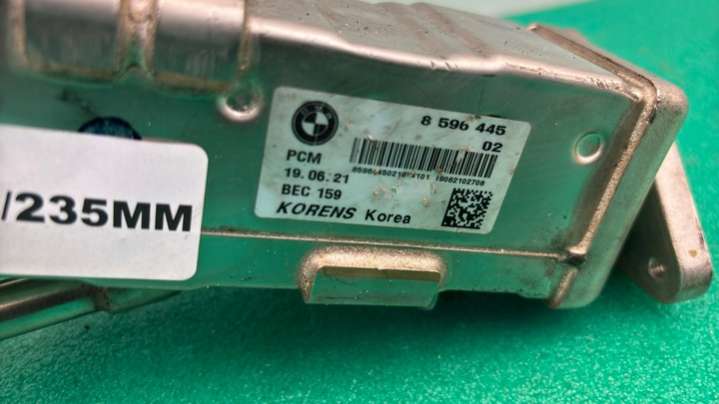 8 596 445
02
PCM
19.06.21
BEC 159
KORENS Korea
/235MM